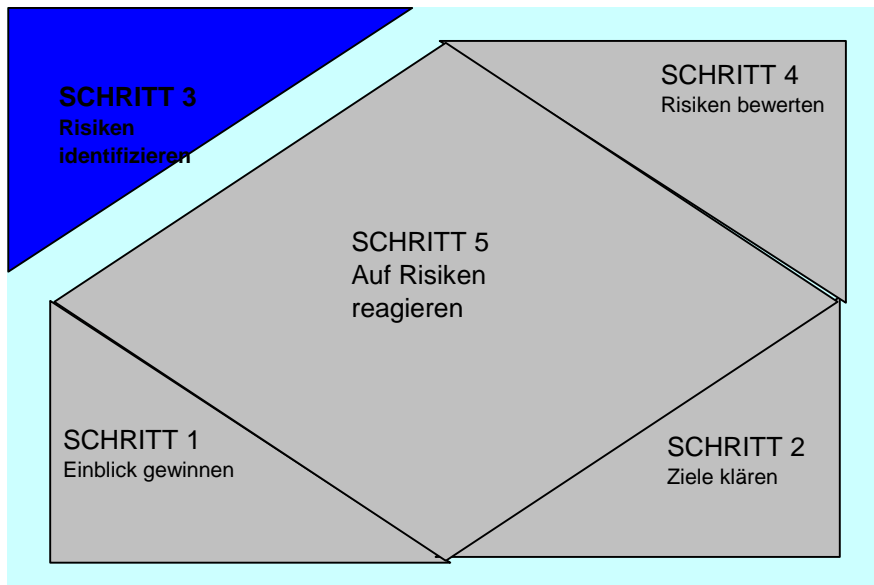 SCHRITT 3
Risiken
identifizieren
SCHRITT 4
Risiken bewerten
SCHRITT 5
Auf Risiken
reagieren
SCHRITT 1
Einblick gewinnen
SCHRITT 2
Ziele klären